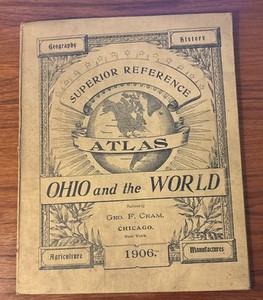 Geography
History
SUPERIOR REFERENCE
ATLAS
OHIO and the WORLD
Published by
GEO. F. CRAM,
CHICAGO.
New York.
1906.
Agriculture
Manufactures